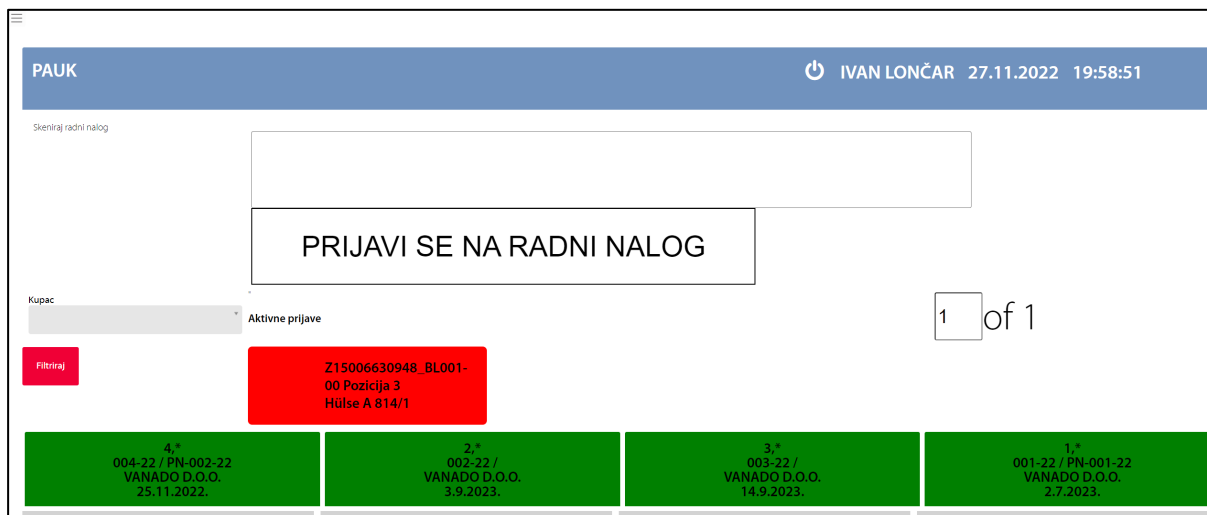 PAUK
IVAN LONČAR 27.11.2022 19:58:51
Skeniraj radni nalog
PRIJAVI SE NA RADNI NALOG
Kupac
Aktivne prijave
1 of 1
Filtriraj
Z15006630948_BL001-
00 Pozicija 3
Hülse A 814/1
4,*
004-22 / PN-002-22
VANADO D.O.O.
25.11.2022.
2,*
002-22 /
VANADO D.O.O.
3.9.2023.
3,*
003-22 /
VANADO D.O.O.
14.9.2023.
1,*
001-22 / PN-001-22
VANADO D.O.O.
2.7.2023.